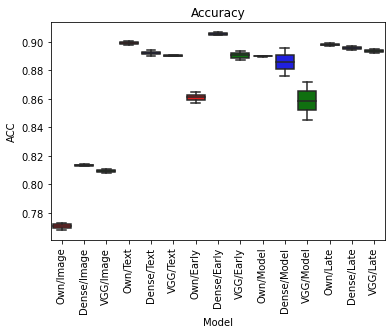 Accuracy
0.90
0.88
0.86
0.84
0.82
0.80
0.78
ACC
Own/Image
Dense/Image
VGG/Image
Own/Text
Dense/Text
VGG/Text
Own/Early
Dense/Early
VGG/Early
Own/Model
Dense/Model
VGG/Model
Own/Late
Dense/Late
VGG/Late
Model